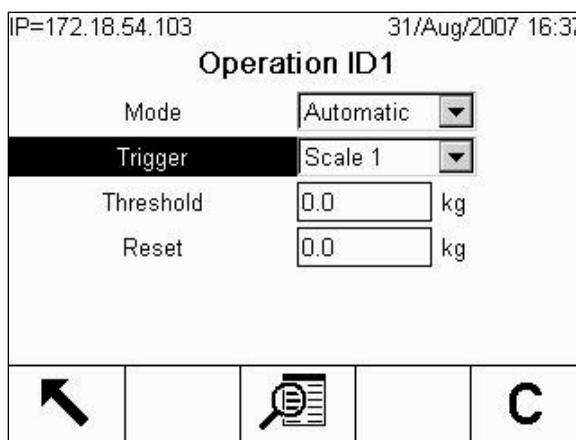 IP=172.18.54.103 31/Aug/2007 16:37
Operation ID1
Mode Automatic
Trigger Scale 1
Threshold 0.0 kg
Reset 0.0 kg
C